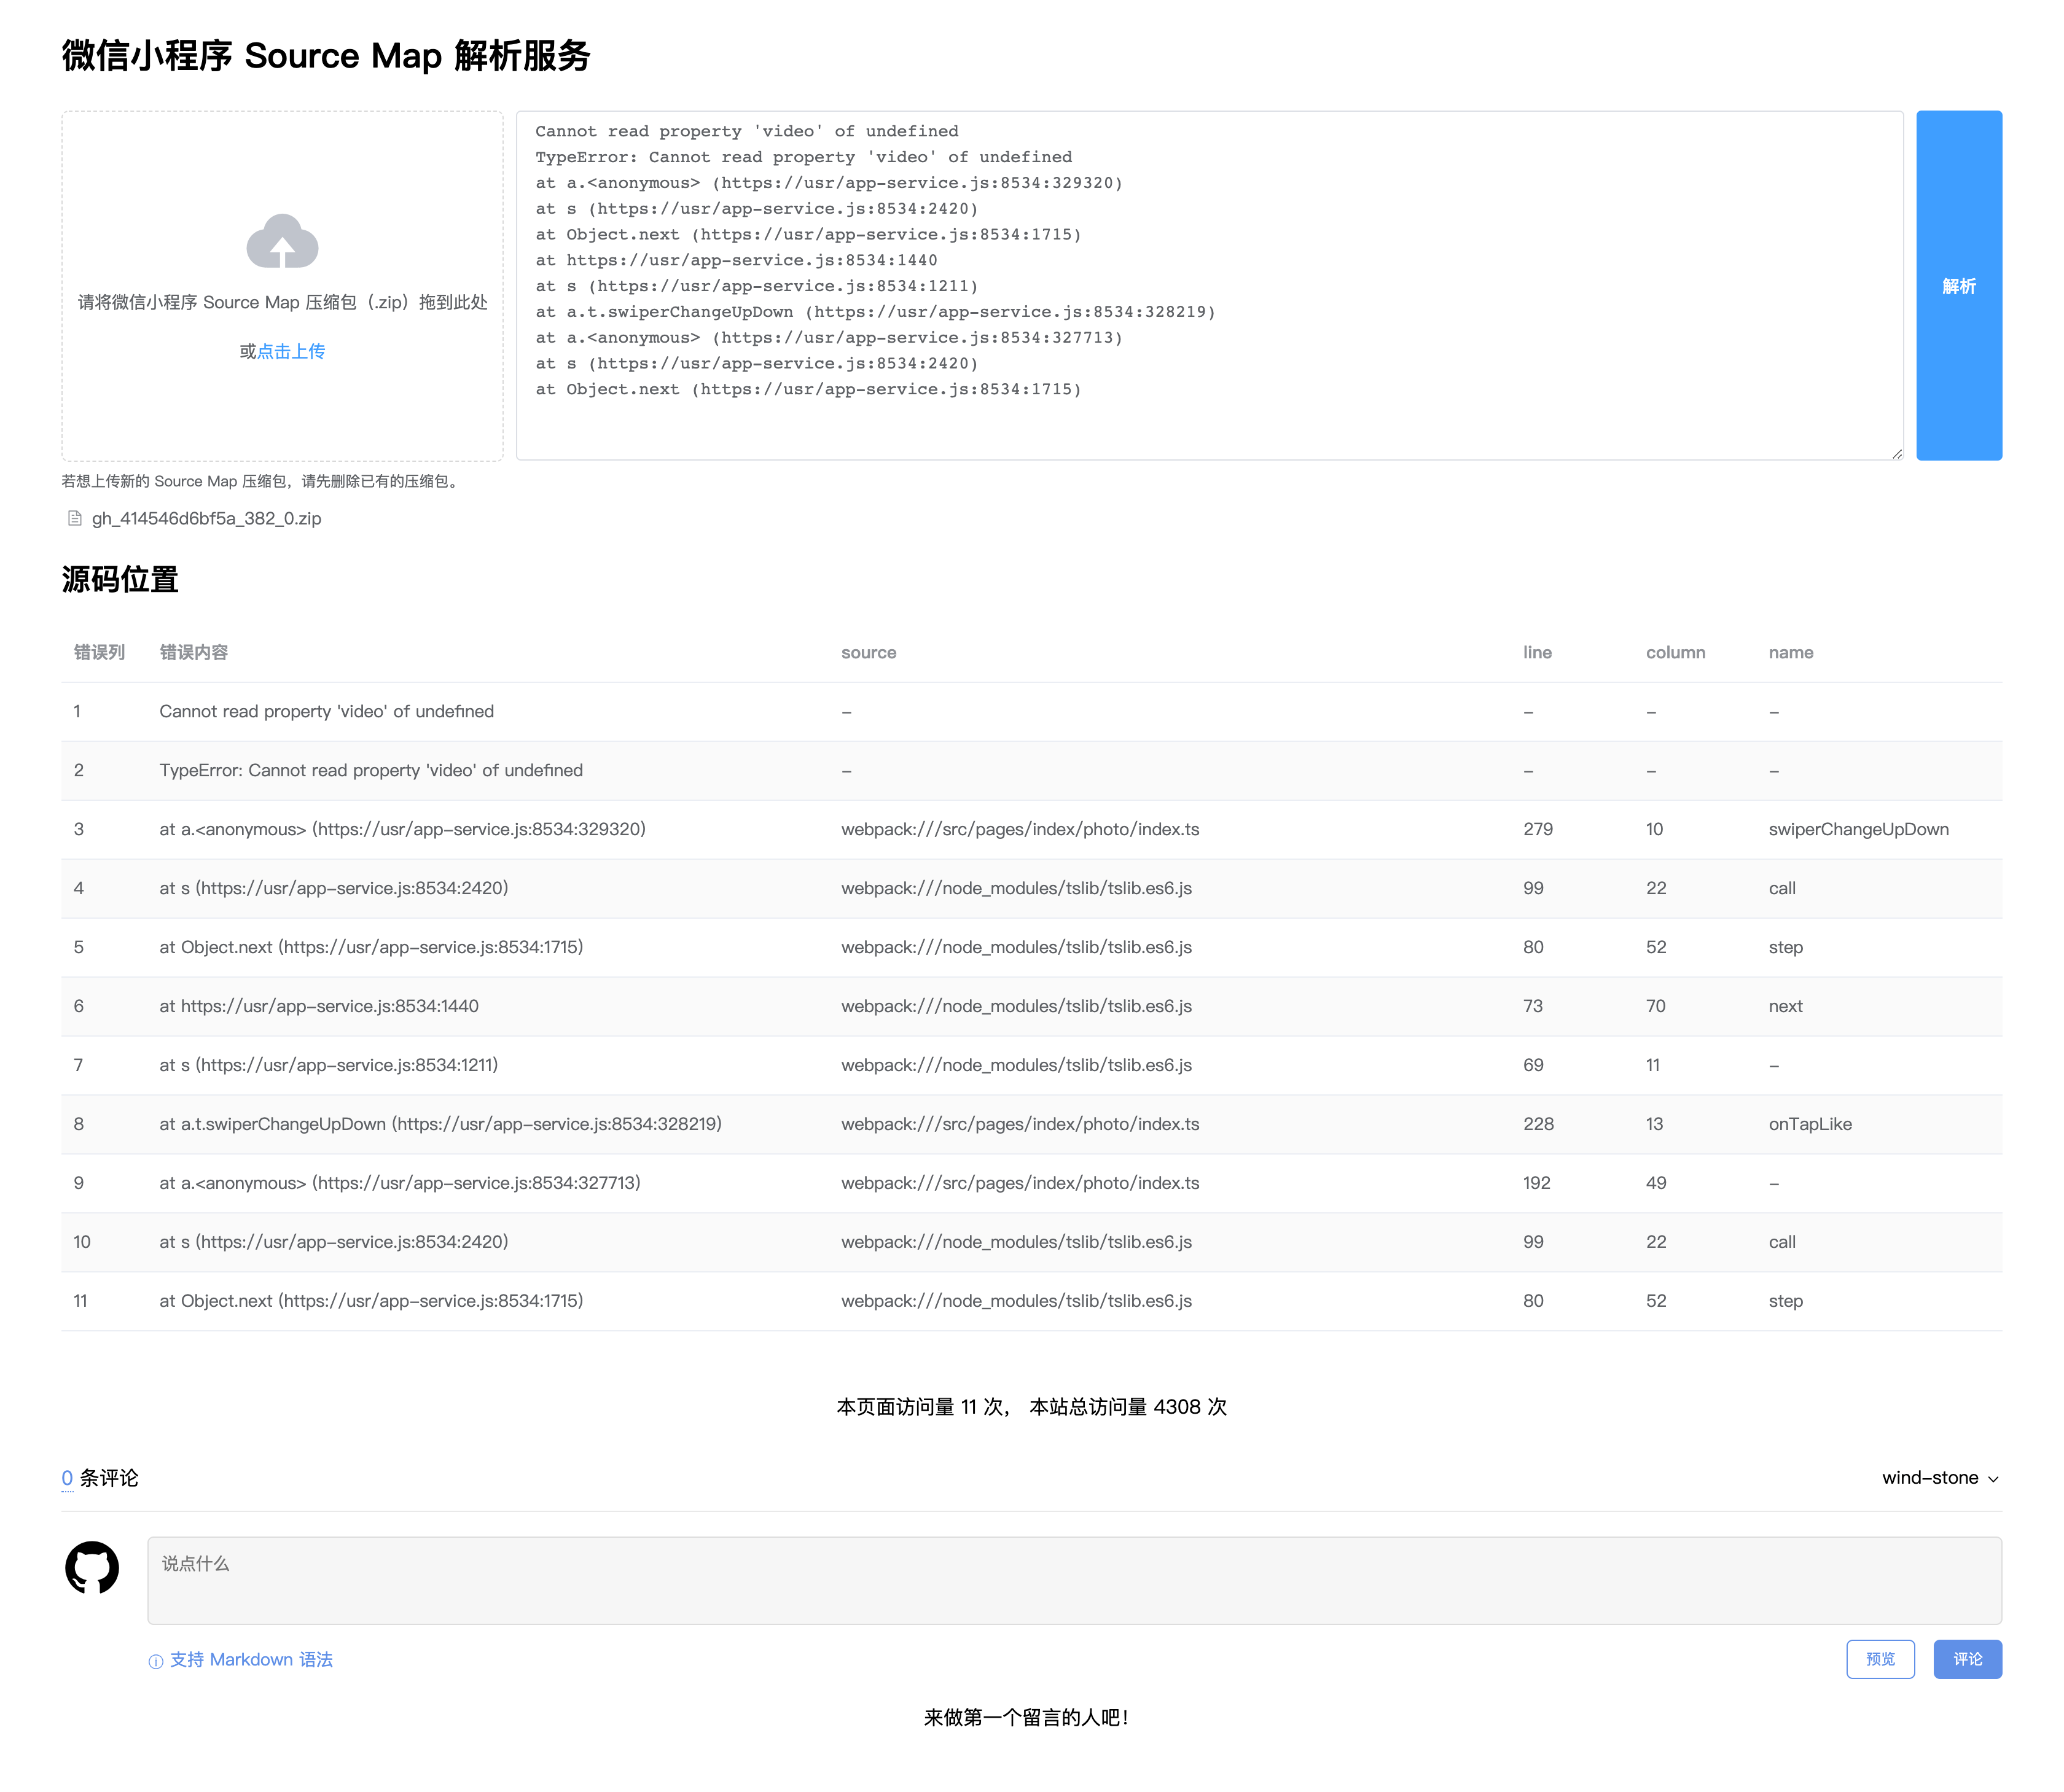 微信小程序 Source Map 解析服务
请将微信小程序 Source Map 压缩包（.zip）拖到此处
或点击上传
Cannot read property 'video' of undefined
TypeError: Cannot read property 'video' of undefined
at a.<anonymous> (https://usr/app-service.js:8534:329320)
at s (https://usr/app-service.js:8534:2420)
at Object.next (https://usr/app-service.js:8534:1715)
at https://usr/app-service.js:8534:1440
at s (https://usr/app-service.js:8534:1211)
at a.t.swiperChangeUpDown (https://usr/app-service.js:8534:328219)
at a.<anonymous> (https://usr/app-service.js:8534:327713)
at s (https://usr/app-service.js:8534:2420)
at Object.next (https://usr/app-service.js:8534:1715)
解析
若想上传新的 Source Map 压缩包，请先删除已有的压缩包。
gh_414546d6bf5a_382_0.zip
源码位置
错误列 错误内容 source line column name
1 Cannot read property 'video' of undefined – – – –
2 TypeError: Cannot read property 'video' of undefined – – – –
3 at a.<anonymous> (https://usr/app-service.js:8534:329320) webpack:///src/pages/index/photo/index.ts 279 10 swiperChangeUpDown
4 at s (https://usr/app-service.js:8534:2420) webpack:///node_modules/tslib/tslib.es6.js 99 22 call
5 at Object.next (https://usr/app-service.js:8534:1715) webpack:///node_modules/tslib/tslib.es6.js 80 52 step
6 at https://usr/app-service.js:8534:1440 webpack:///node_modules/tslib/tslib.es6.js 73 70 next
7 at s (https://usr/app-service.js:8534:1211) webpack:///node_modules/tslib/tslib.es6.js 69 11 –
8 at a.t.swiperChangeUpDown (https://usr/app-service.js:8534:328219) webpack:///src/pages/index/photo/index.ts 228 13 onTapLike
9 at a.<anonymous> (https://usr/app-service.js:8534:327713) webpack:///src/pages/index/photo/index.ts 192 49 –
10 at s (https://usr/app-service.js:8534:2420) webpack:///node_modules/tslib/tslib.es6.js 99 22 call
11 at Object.next (https://usr/app-service.js:8534:1715) webpack:///node_modules/tslib/tslib.es6.js 80 52 step
本页面访问量 11 次， 本站总访问量 4308 次
0 条评论 wind-stone
说点什么
支持 Markdown 语法 预览 评论
来做第一个留言的人吧！